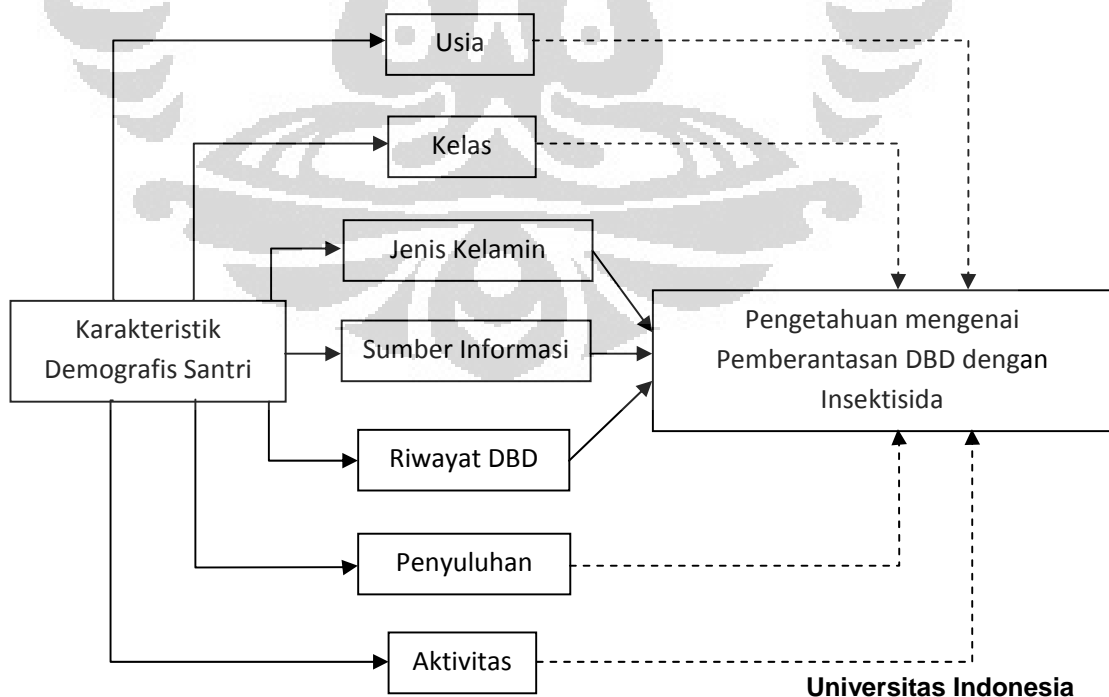 Usia
Kelas
Jenis Kelamin
Karakteristik
Demografis Santri
Sumber Informasi
Pengetahuan mengenai
Pemberantasan DBD dengan
Insektisida
Riwayat DBD
Penyuluhan
Aktivitas
Universitas Indonesia